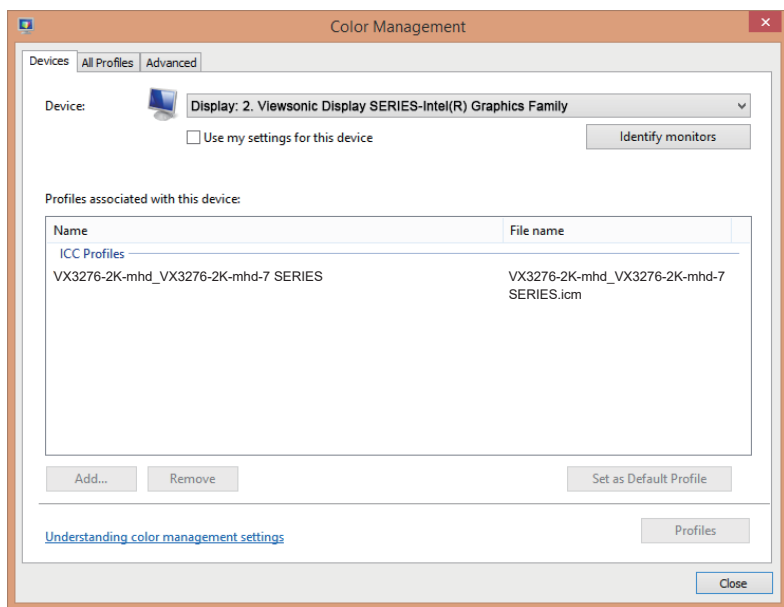 Color Management
Devices
All Profiles
Advanced
Device:
Display: 2. Viewsonic Display SERIES-Intel(R) Graphics Family
Use my settings for this device
Identify monitors
Profiles associated with this device:
Name
File name
ICC Profiles
VX3276-2K-mhd_VX3276-2K-mhd-7 SERIES
VX3276-2K-mhd_VX3276-2K-mhd-7
SERIES.icm
Add...
Remove
Set as Default Profile
Understanding color management settings
Profiles
Close